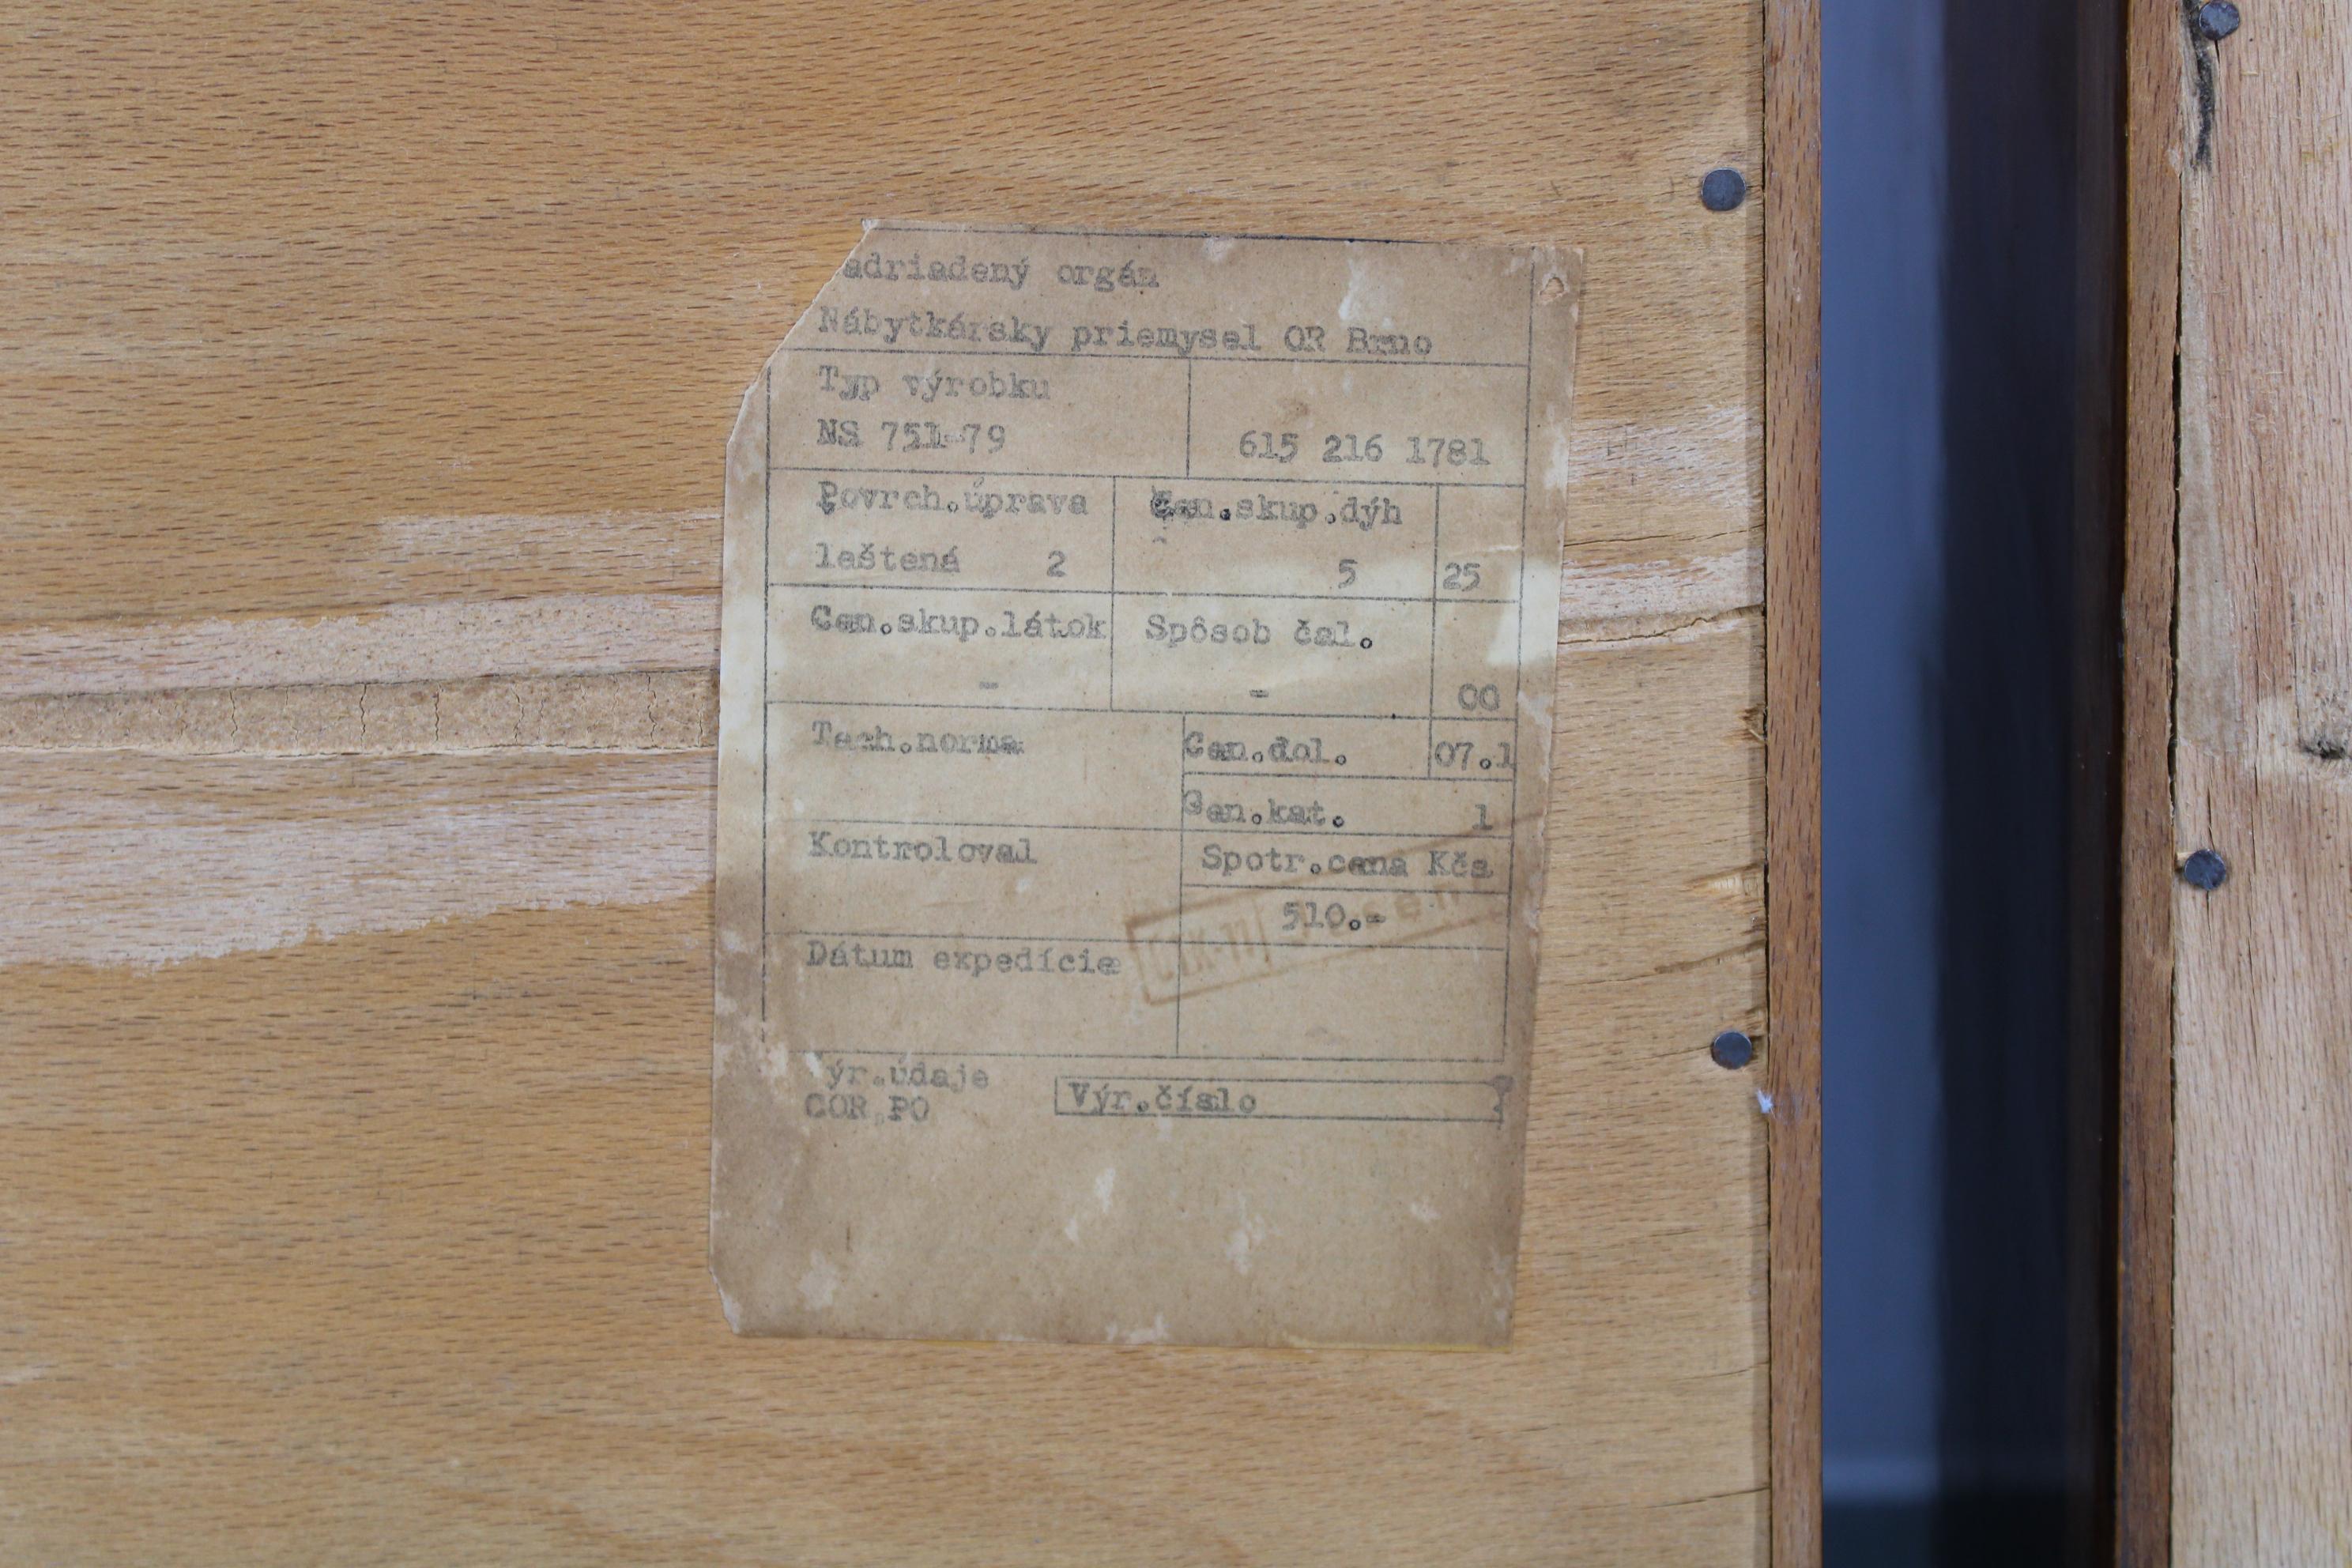 adriadený orgán
Nábytkársky priemysel OR Brno
Typ výrobku
NS 751-79 615 216 1781
Povrch.úprava Cen.skup.dýh
leštená 2 5 25
Cen.skup.látok Spôsob čal.
- - 00
Tech.norma Cen.dol. 07.1
Cen.kat. 1
Kontroloval Spotr.cena Kčs
510.-
Dátum expedície
ýr.údaje
COR PO Výr.číslo